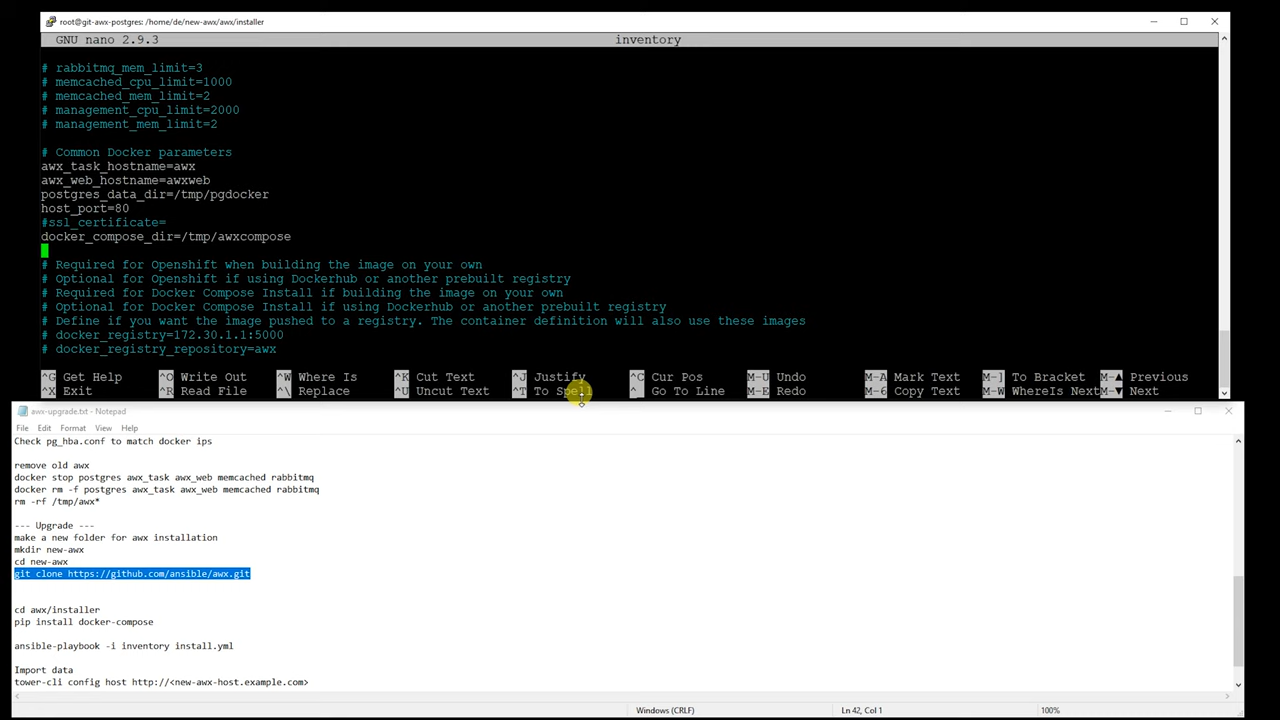 root@git-awx-postgres: /home/de/new-awx/awx/installer
GNU nano 2.9.3 inventory
# rabbitmq_mem_limit=3
# memcached_cpu_limit=1000
# memcached_mem_limit=2
# management_cpu_limit=2000
# management_mem_limit=2
# Common Docker parameters
awx_task_hostname=awx
awx_web_hostname=awxweb
postgres_data_dir=/tmp/pgdocker
host_port=80
#ssl_certificate=
docker_compose_dir=/tmp/awxcompose
# Required for Openshift when building the image on your own
# Optional for Openshift if using Dockerhub or another prebuilt registry
# Required for Docker Compose Install if building the image on your own
# Optional for Docker Compose Install if using Dockerhub or another prebuilt registry
# Define if you want the image pushed to a registry. The container definition will also use these images
# docker_registry=172.30.1.1:5000
# docker_registry_repository=awx
^G Get Help ^O Write Out ^W Where Is ^K Cut Text ^J Justify ^C Cur Pos M-U Undo M-A Mark Text M-] To Bracket M-▲ Previous
^X Exit ^R Read File ^\ Replace ^U Uncut Text ^T To Spell ^_ Go To Line M-E Redo M-6 Copy Text M-W WhereIs Next M-▼ Next
awx-upgrade.txt - Notepad
File Edit Format View Help
Check pg_hba.conf to match docker ips
remove old awx
docker stop postgres awx_task awx_web memcached rabbitmq
docker rm -f postgres awx_task awx_web memcached rabbitmq
rm -rf /tmp/awx*
--- Upgrade ---
make a new folder for awx installation
mkdir new-awx
cd new-awx
git clone https://github.com/ansible/awx.git
cd awx/installer
pip install docker-compose
ansible-playbook -i inventory install.yml
Import data
tower-cli config host http://<new-awx-host.example.com>
Windows (CRLF) Ln 42, Col 1 100%